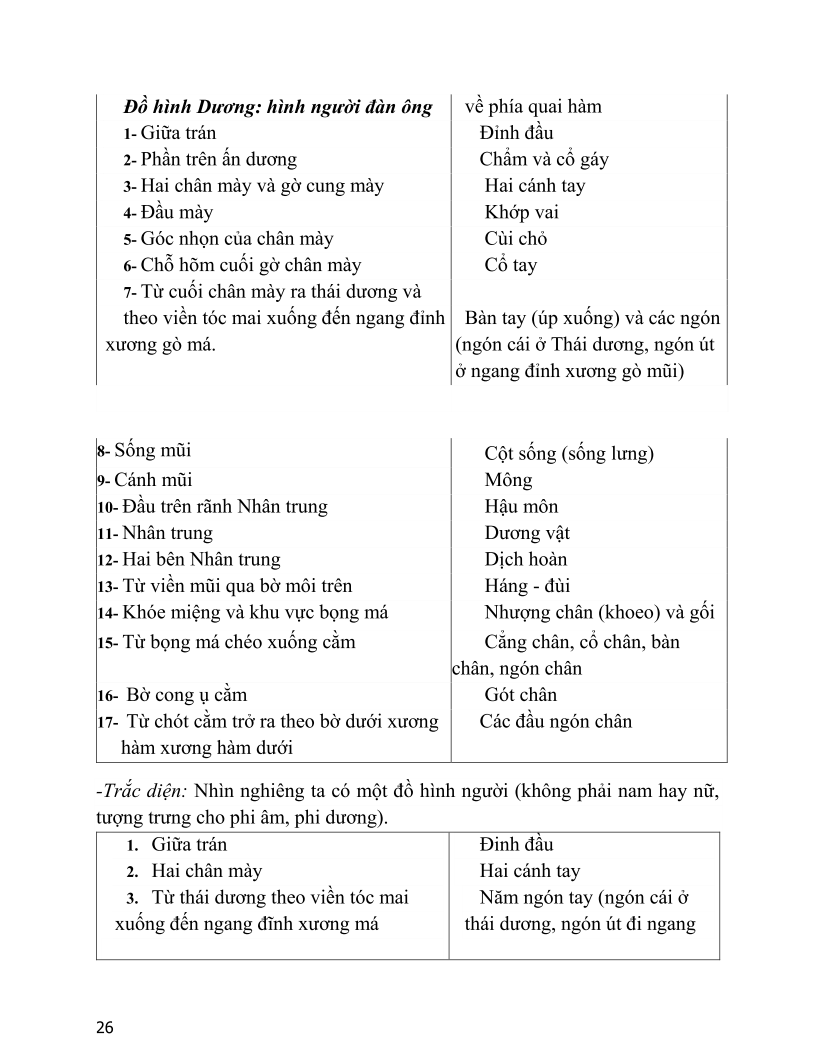 Đồ hình Dương: hình người đàn ông về phía quai hàm
1- Giữa trán Đỉnh đầu
2- Phần trên ấn dương Chẩm và cổ gáy
3- Hai chân mày và gờ cung mày Hai cánh tay
4- Đầu mày Khớp vai
5- Góc nhọn của chân mày Cùi chỏ
6- Chỗ hõm cuối gờ chân mày Cổ tay
7- Từ cuối chân mày ra thái dương và
theo viền tóc mai xuống đến ngang đỉnh Bàn tay (úp xuống) và các ngón
xương gò má. (ngón cái ở Thái dương, ngón út
ở ngang đỉnh xương gò mũi)
8- Sống mũi Cột sống (sống lưng)
9- Cánh mũi Mông
10- Đầu trên rãnh Nhân trung Hậu môn
11- Nhân trung Dương vật
12- Hai bên Nhân trung Dịch hoàn
13- Từ viền mũi qua bờ môi trên Háng - đùi
14- Khóe miệng và khu vực bọng má Nhượng chân (khoeo) và gối
15- Từ bọng má chéo xuống cằm Cẳng chân, cổ chân, bàn
chân, ngón chân
16- Bờ cong ụ cằm Gót chân
17- Từ chót cằm trở ra theo bờ dưới xương Các đầu ngón chân
hàm xương hàm dưới
-Trắc diện: Nhìn nghiêng ta có một đồ hình người (không phải nam hay nữ,
tượng trưng cho phi âm, phi dương).
1. Giữa trán Đinh đầu
2. Hai chân mày Hai cánh tay
3. Từ thái dương theo viền tóc mai Năm ngón tay (ngón cái ở
xuống đến ngang đĩnh xương má thái dương, ngón út đi ngang
26